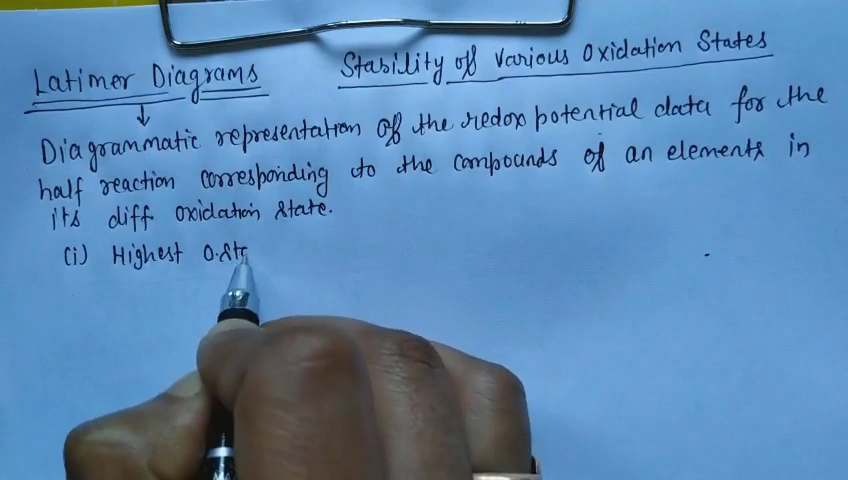 Latimer Diagrams
Stability of Various Oxidation States
Diagrammatic representation of the redox potential data for the
half reaction corresponding to the compounds of an elements in
its diff oxidation state.
(i) Highest O.St